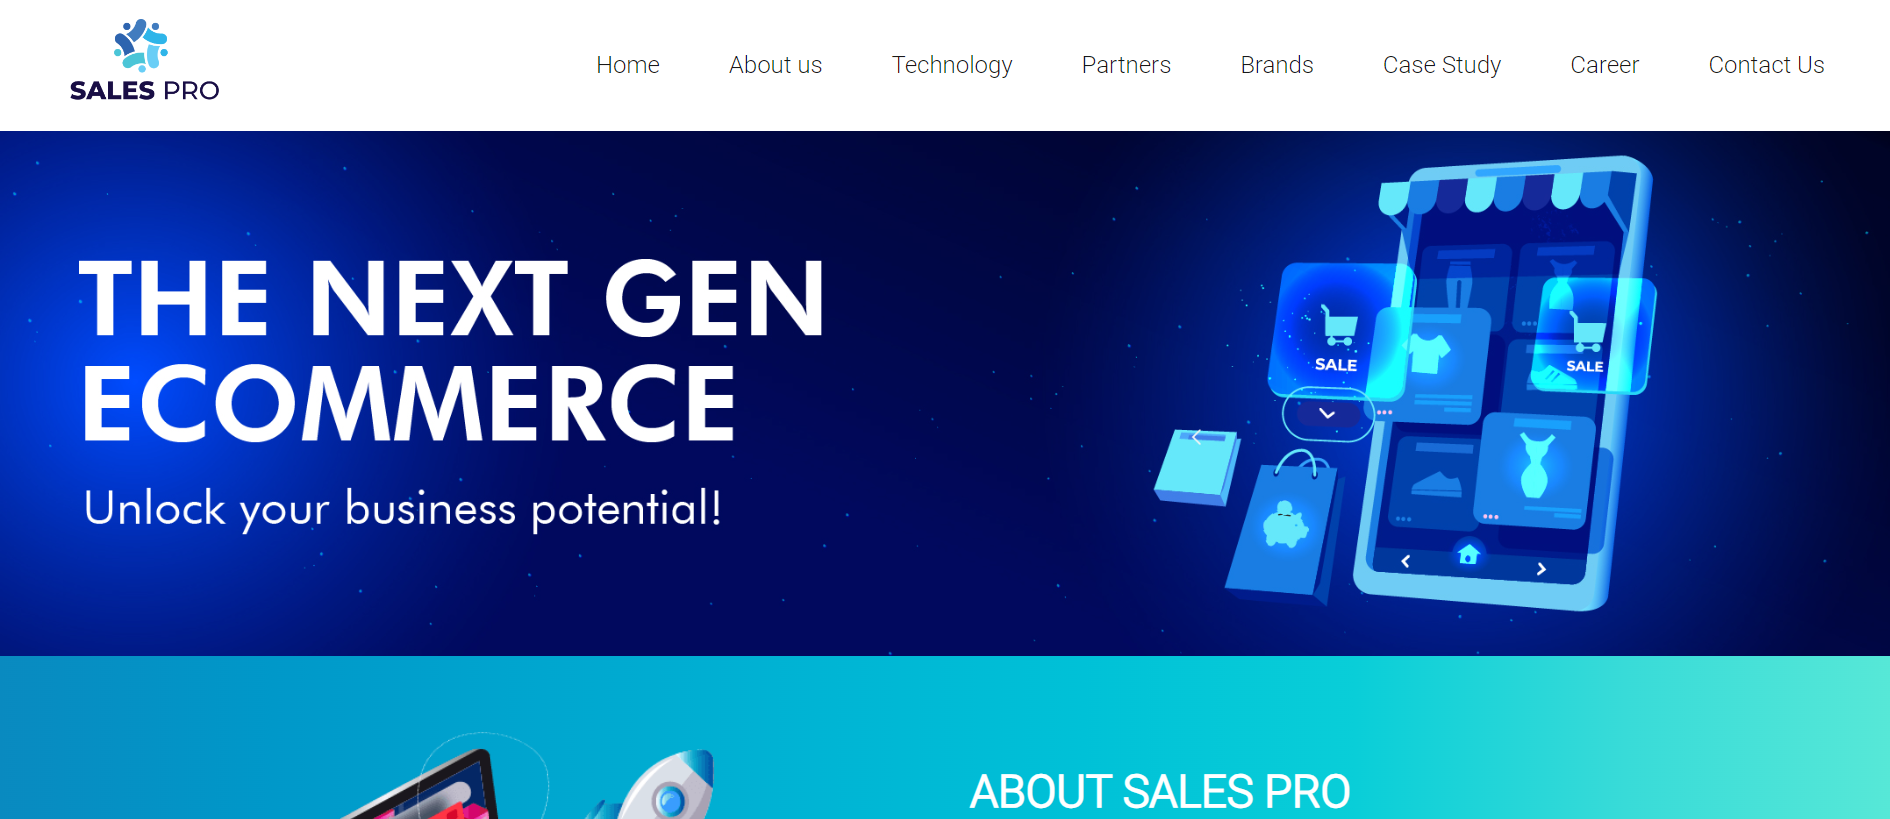 SALES PRO
Home
About us
Technology
Partners
Brands
Case Study
Career
Contact Us
THE NEXT GEN
ECOMMERCE
Unlock your business potential!
SALE
SALE
ABOUT SALES PRO